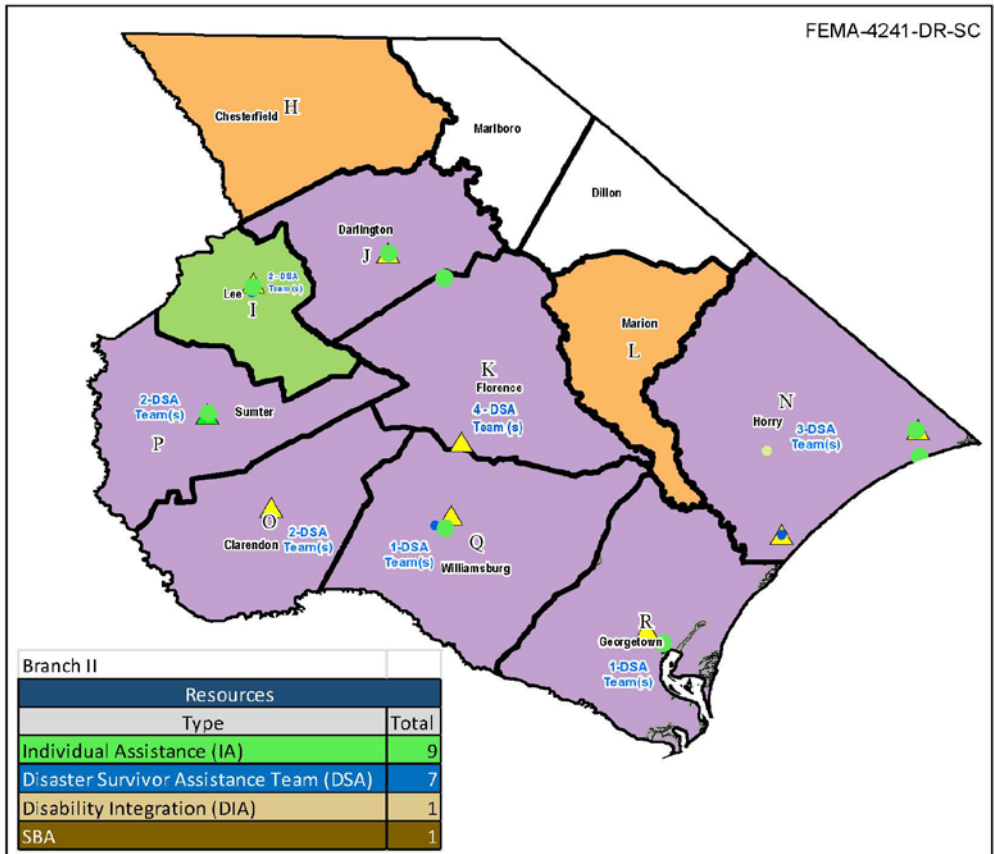 FEMA-4241-DR-SC
Chesterfield H
Marlboro
Dillon
Darlington
J
Lee
2- DSA
Team(s)
I
Marion
L
K
Florence
4 - DSA
Team (s)
N
Horry
3-DSA
Team(s)
2-DSA
Team(s)
Sumter
P
O
Clarendon
2-DSA
Team(s)
1-DSA
Team(s)
Q
Williamsburg
R
Georgetown
1-DSA
Team(s)
Branch II
Resources
Type Total
Individual Assistance (IA) 9
Disaster Survivor Assistance Team (DSA) 7
Disability Integration (DIA) 1
SBA 1